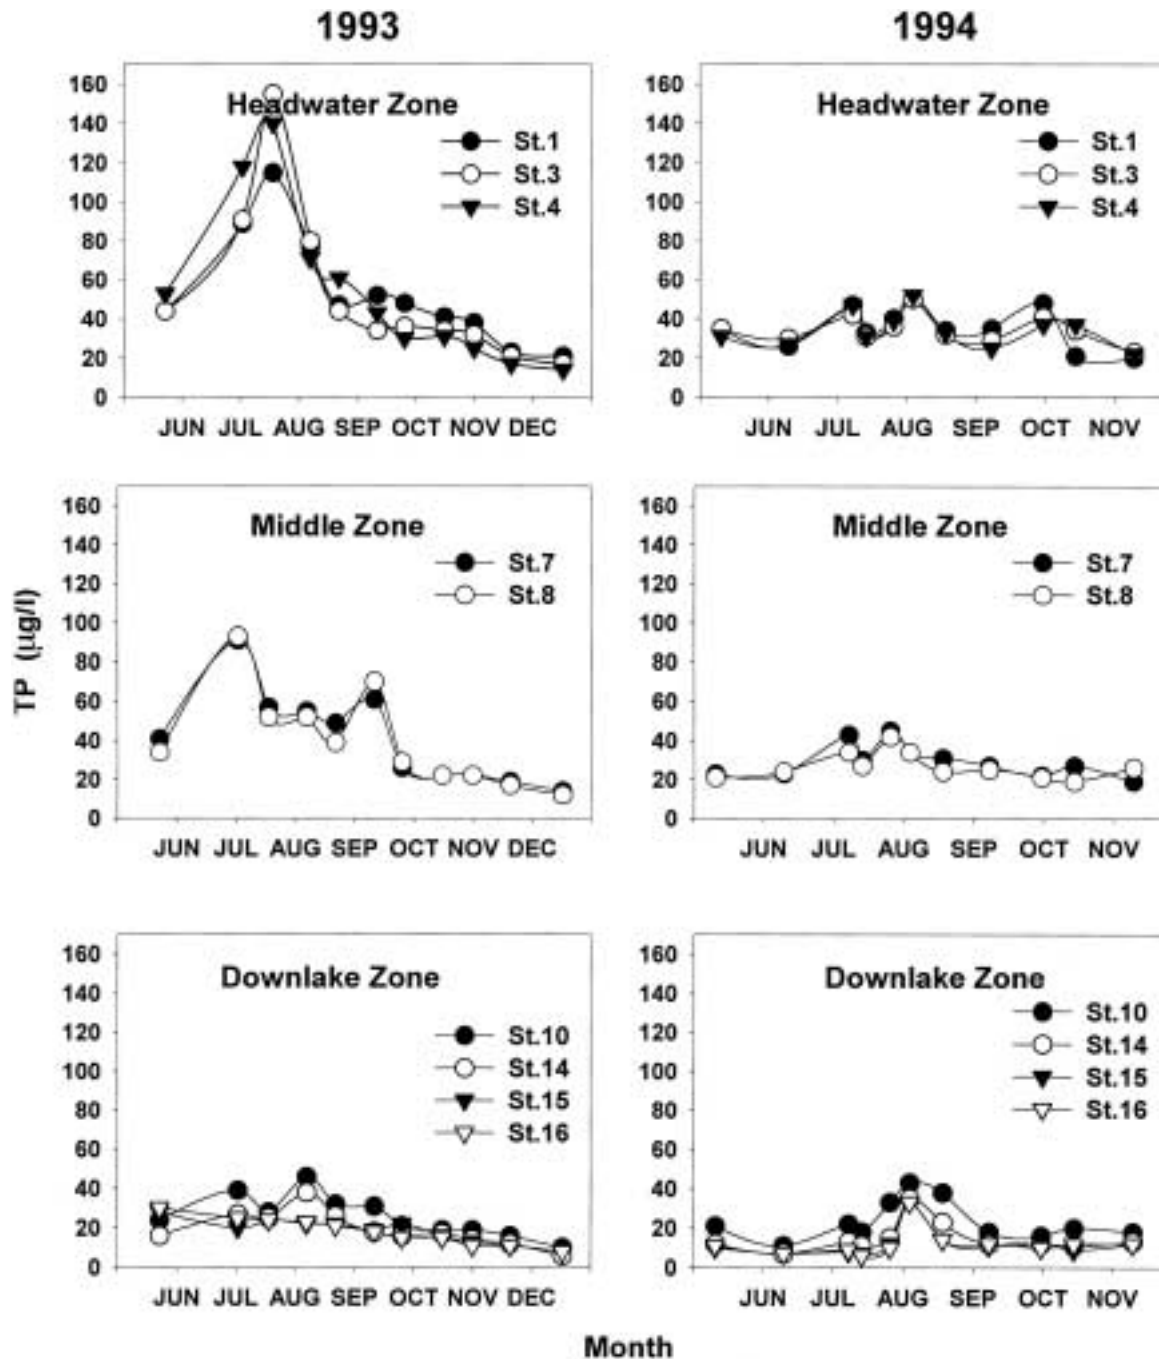 1993
1994
160
140
120
100
80
60
40
20
0
Headwater Zone
St.1
St.3
St.4
JUN JUL AUG SEP OCT NOV DEC
160
140
120
100
80
60
40
20
0
Headwater Zone
St.1
St.3
St.4
JUN JUL AUG SEP OCT NOV
TP (µg/l)
160
140
120
100
80
60
40
20
0
Middle Zone
St.7
St.8
JUN JUL AUG SEP OCT NOV DEC
160
140
120
100
80
60
40
20
0
Middle Zone
St.7
St.8
JUN JUL AUG SEP OCT NOV
160
140
120
100
80
60
40
20
0
Downlake Zone
St.10
St.14
St.15
St.16
JUN JUL AUG SEP OCT NOV DEC
160
140
120
100
80
60
40
20
0
Downlake Zone
St.10
St.14
St.15
St.16
JUN JUL AUG SEP OCT NOV
Month